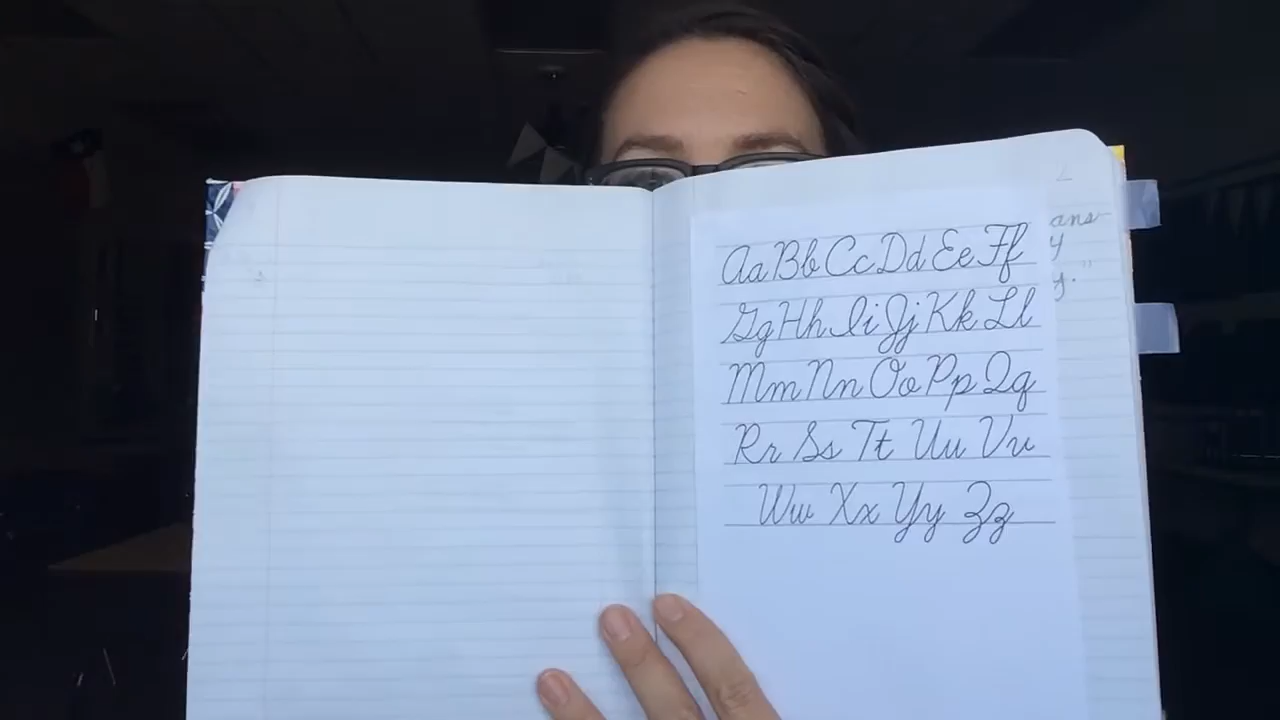 Aa Bb Cc Dd Ee Ff
Gg Hh Ii Jj Kk Ll
Mm Nn Oo Pp Qq
Rr Ss Tt Uu Vv
Ww Xx Yy Zz
ans-
y
y."